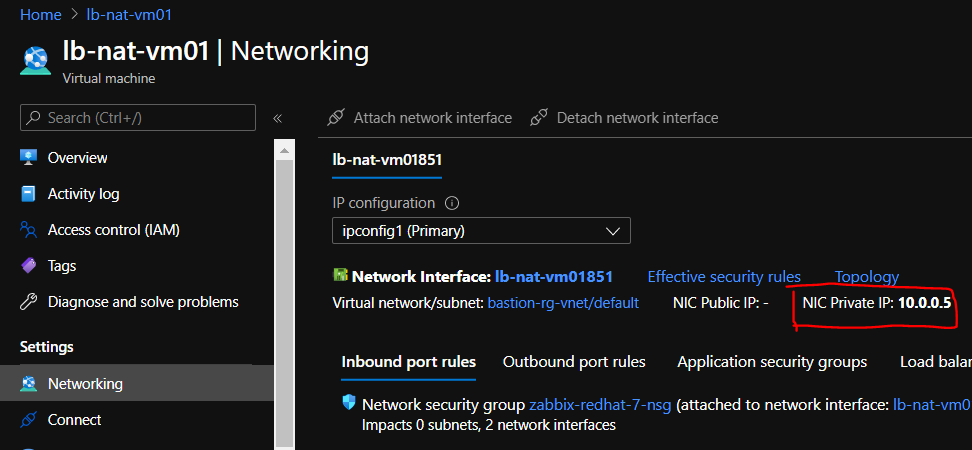 Home > lb-nat-vm01
lb-nat-vm01 | Networking
Virtual machine
Search (Ctrl+/)
«
Overview
Activity log
Access control (IAM)
Tags
Diagnose and solve problems
Settings
Networking
Connect
Attach network interface Detach network interface
lb-nat-vm01851
IP configuration
ipconfig1 (Primary)
Network Interface: lb-nat-vm01851 Effective security rules Topology
Virtual network/subnet: bastion-rg-vnet/default NIC Public IP: - NIC Private IP: 10.0.0.5
Inbound port rules Outbound port rules Application security groups Load balan
Network security group zabbix-redhat-7-nsg (attached to network interface: lb-nat-vm0
Impacts 0 subnets, 2 network interfaces